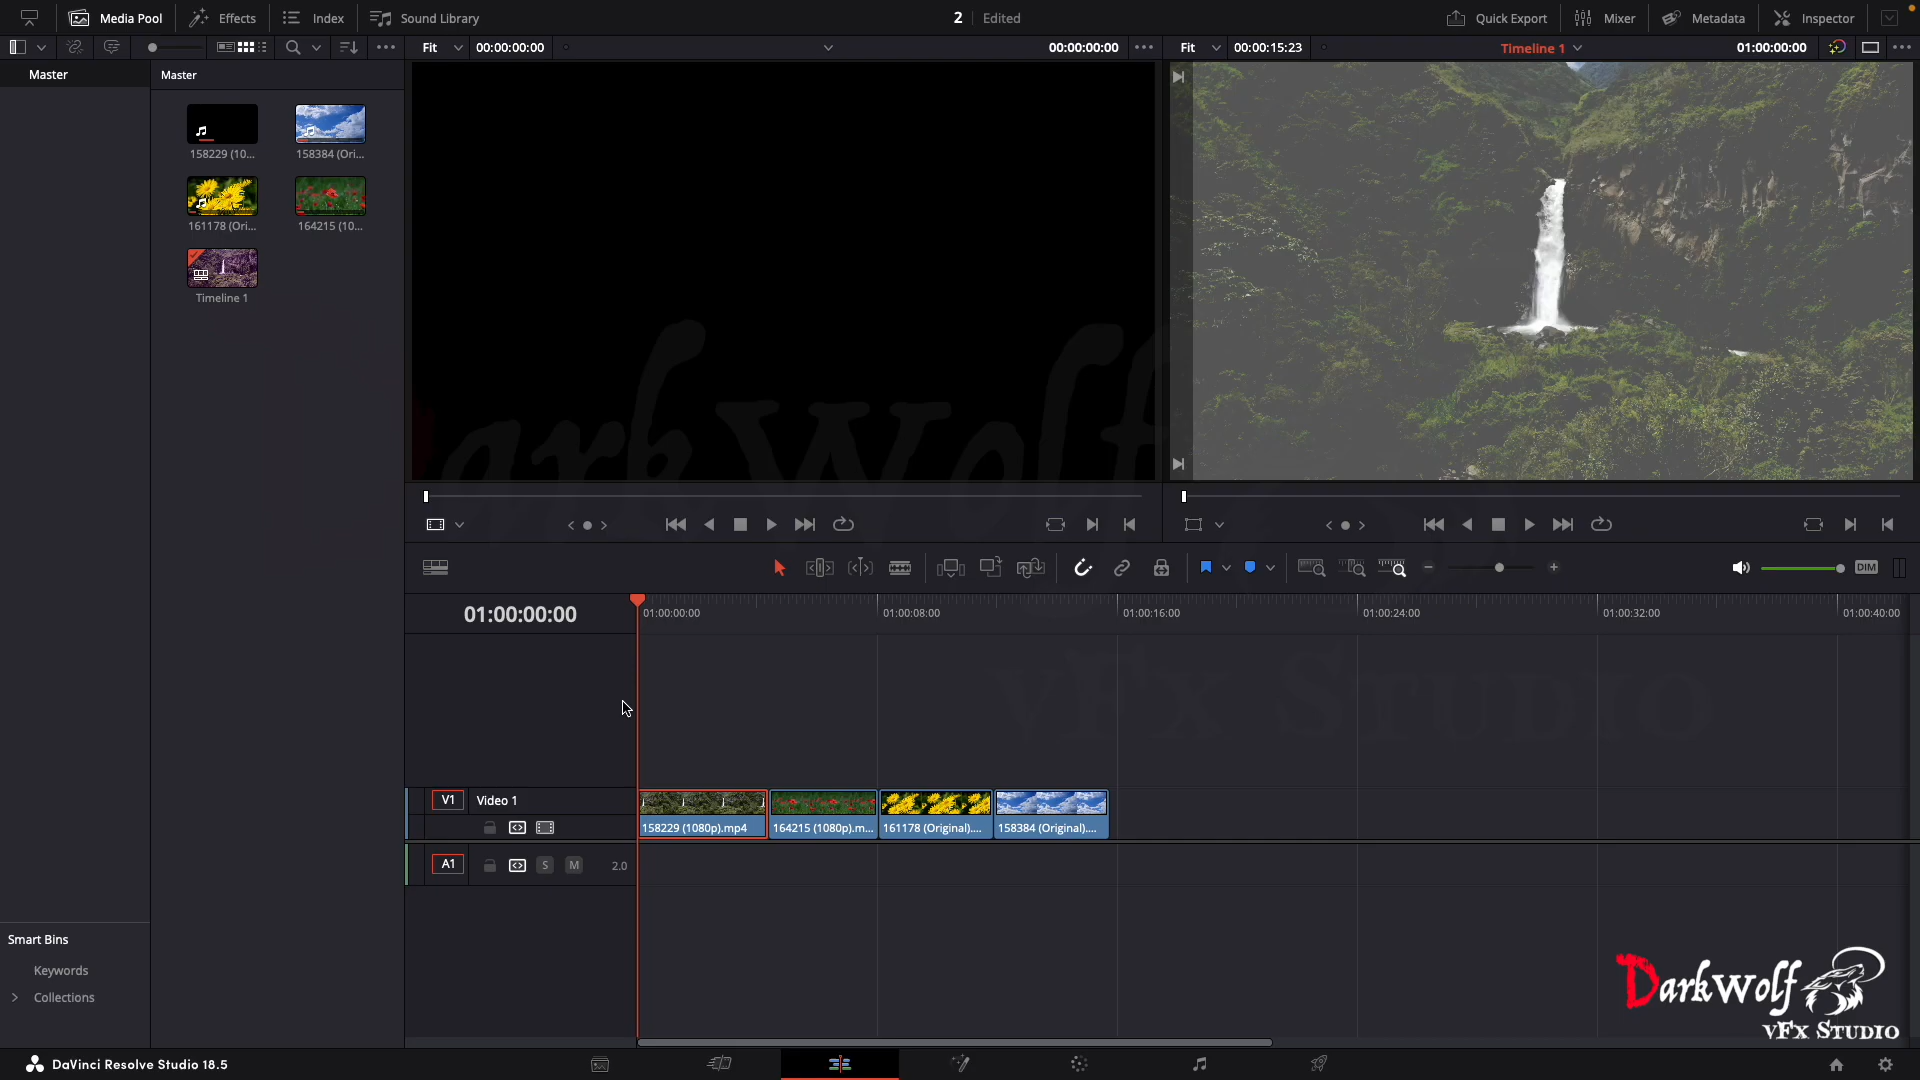 Media Pool
Effects
Index
Sound Library
2
Edited
Quick Export
Mixer
Metadata
Inspector
Fit
00:00:00:00
00:00:00:00
Fit
00:00:15:23
Timeline 1
01:00:00:00
Master
Master
158229 (10...
158384 (Ori...
161178 (Ori...
164215 (10...
Timeline 1
DarkWolf
DIM
01:00:00:00
01:00:00:00
01:00:08:00
01:00:16:00
01:00:24:00
01:00:32:00
01:00:40:00
vFx Studio
V1
Video 1
158229 (1080p).mp4
164215 (1080p).m...
161178 (Original)....
158384 (Original)....
A1
S
M
2.0
Smart Bins
Keywords
Collections
DarkWolf
vFx Studio
DaVinci Resolve Studio 18.5